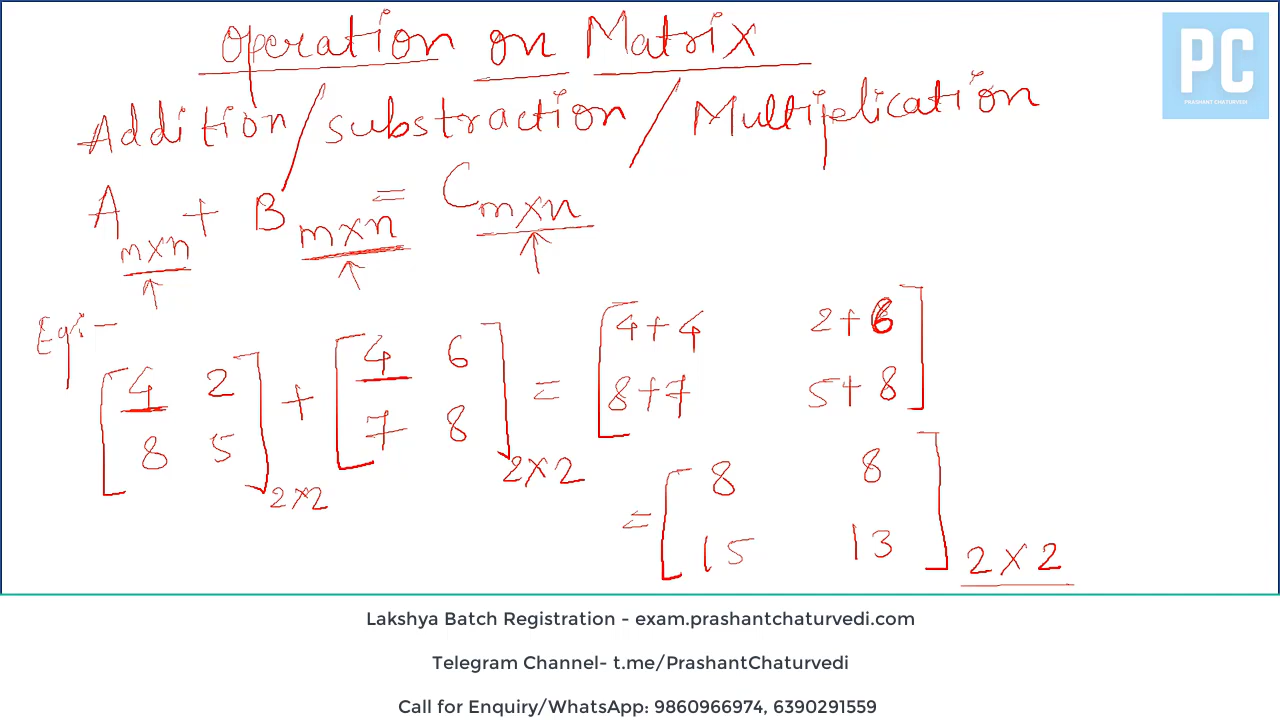 Operation on Matrix
PC
PRASHANT CHATURVEDI
Addition/substraction/Multiplication
A m×n + B m×n = C m×n
↑ ↑ ↑
Eg:-
[4 2
8 5] 2×2 + [4 6
7 8] 2×2 = [4+4 2+6
8+7 5+8]
= [8 8
15 13] 2×2
Lakshya Batch Registration - exam.prashantchaturvedi.com
Telegram Channel- t.me/PrashantChaturvedi
Call for Enquiry/WhatsApp: 9860966974, 6390291559